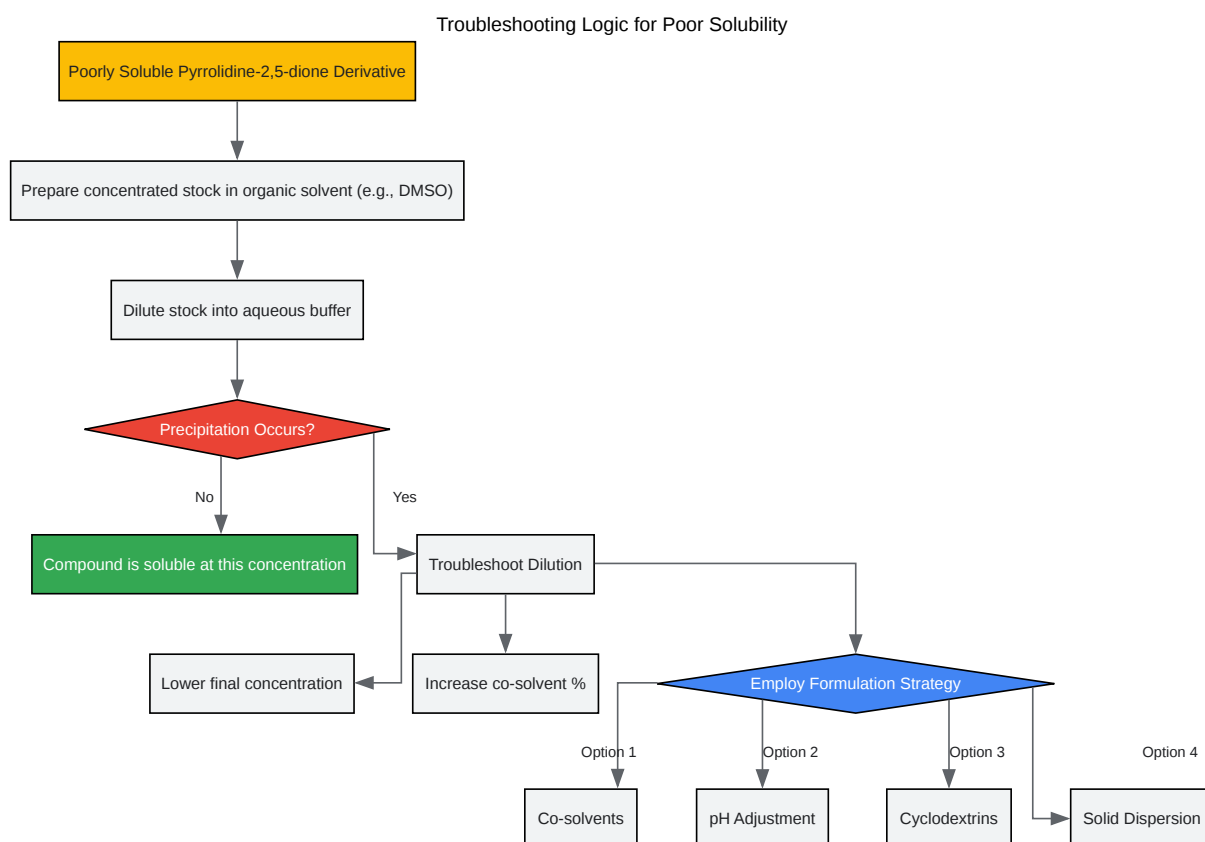 Troubleshooting Logic for Poor Solubility
Poorly Soluble Pyrrolidine-2,5-dione Derivative
Prepare concentrated stock in organic solvent (e.g., DMSO)
Dilute stock into aqueous buffer
Precipitation Occurs?
No
Yes
Compound is soluble at this concentration
Troubleshoot Dilution
Lower final concentration
Increase co-solvent %
Employ Formulation Strategy
Option 1
Option 2
Option 3
Option 4
Co-solvents
pH Adjustment
Cyclodextrins
Solid Dispersion